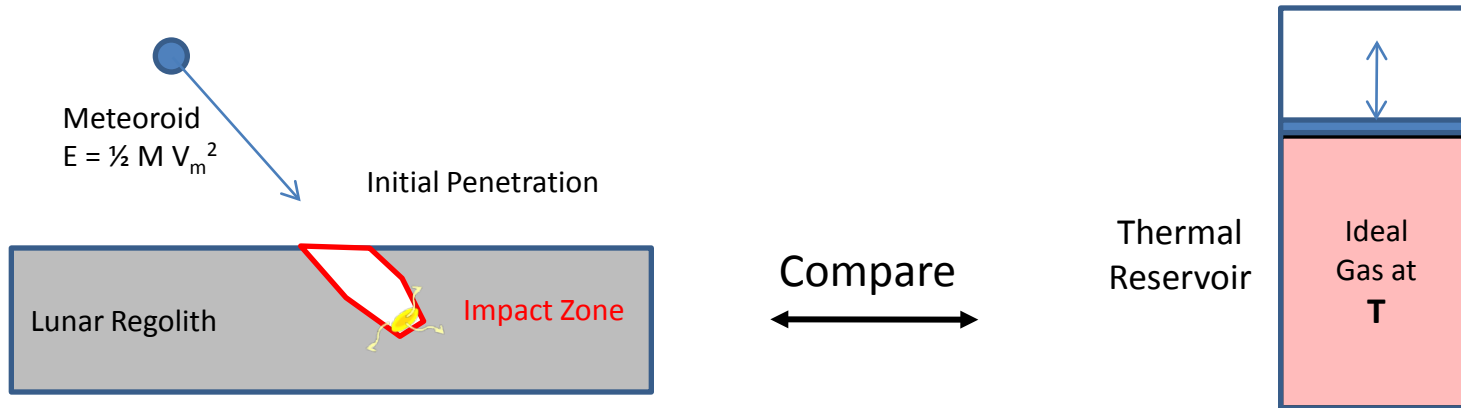 Meteoroid
E = ½ M Vm²
Initial Penetration
Lunar Regolith
Impact Zone
Compare
Thermal
Reservoir
Ideal
Gas at
T